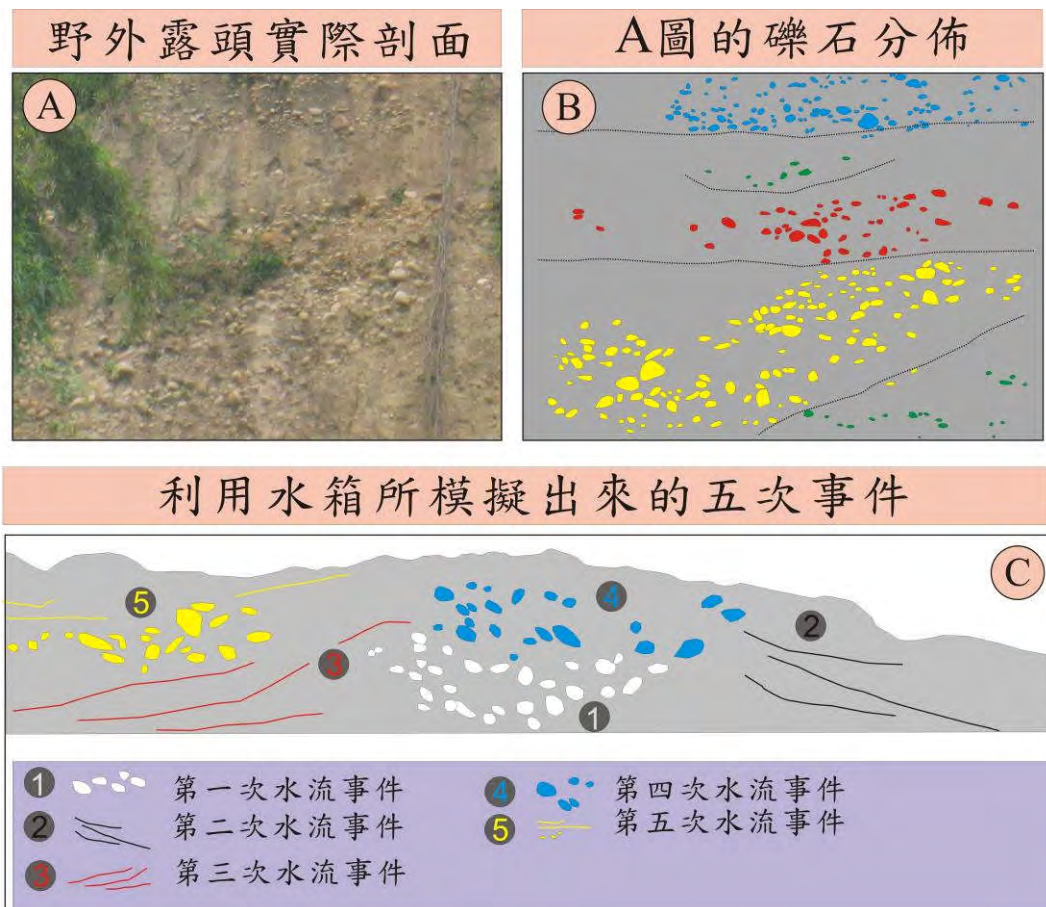 野外露頭實際剖面
A圖的礫石分佈
A
B
利用水箱所模擬出來的五次事件
C
5
4
2
3
1
1 第一次水流事件
4 第四次水流事件
2 第二次水流事件
5 第五次水流事件
3 第三次水流事件